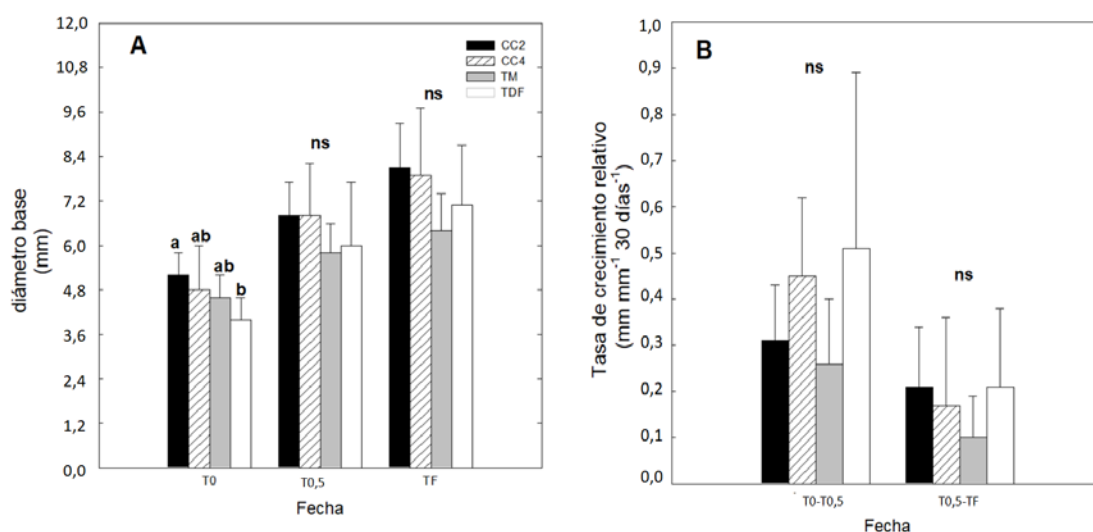 A
CC2
CC4
TM
TDF
12,0
10,8
9,6
8,4
7,2
6,0
4,8
3,6
2,4
1,2
0,0
diámetro base
(mm)
a
ab
ab
b
ns
ns
T0
T0,5
TF
Fecha
B
1,0
0,9
0,8
0,7
0,6
0,5
0,4
0,3
0,2
0,1
0,0
Tasa de crecimiento relativo
(mm mm⁻¹ 30 días⁻¹)
ns
ns
T0-T0,5
T0,5-TF
Fecha